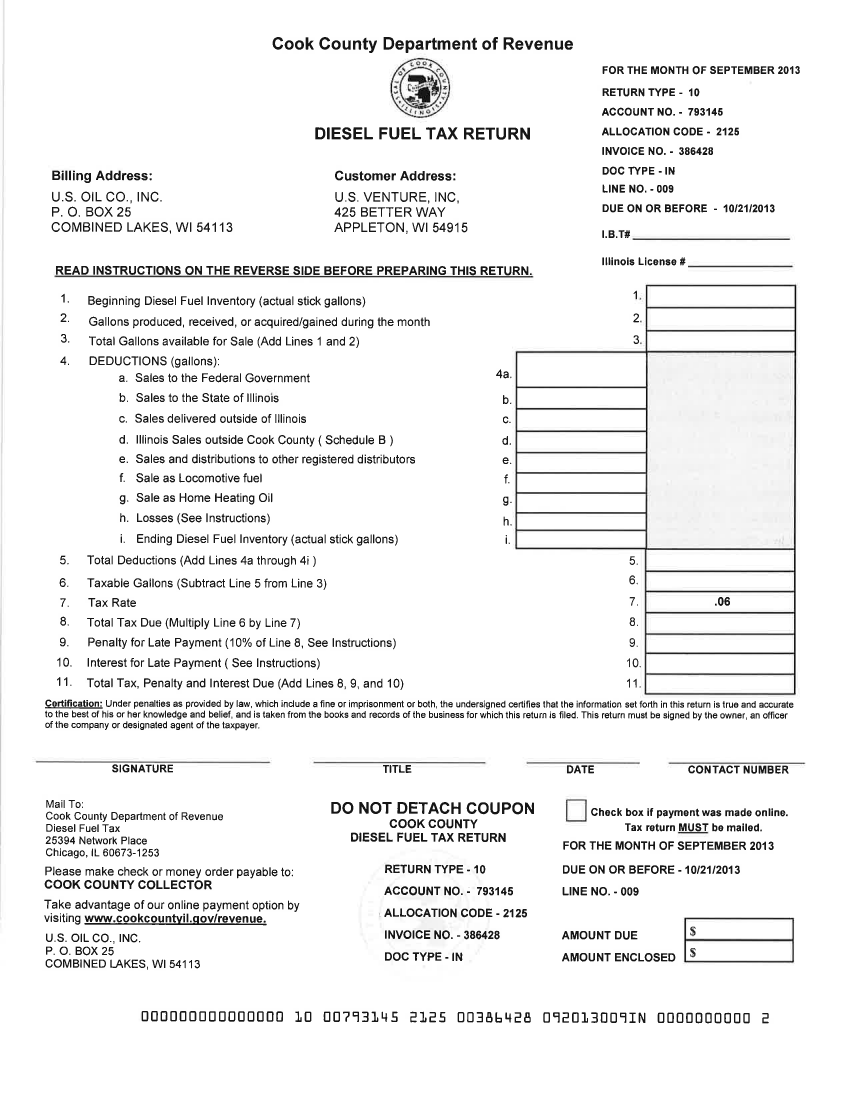 Cook County Department of Revenue
SEAL OF COOK COUNTY
ILLINOIS
DIESEL FUEL TAX RETURN
FOR THE MONTH OF SEPTEMBER 2013
RETURN TYPE - 10
ACCOUNT NO. - 793145
ALLOCATION CODE - 2125
INVOICE NO. - 386428
DOC TYPE - IN
LINE NO. - 009
DUE ON OR BEFORE - 10/21/2013
I.B.T#
Illinois License #
Billing Address:
U.S. OIL CO., INC.
P. O. BOX 25
COMBINED LAKES, WI 54113
Customer Address:
U.S. VENTURE, INC,
425 BETTER WAY
APPLETON, WI 54915
READ INSTRUCTIONS ON THE REVERSE SIDE BEFORE PREPARING THIS RETURN.
1. Beginning Diesel Fuel Inventory (actual stick gallons) 1.
2. Gallons produced, received, or acquired/gained during the month 2.
3. Total Gallons available for Sale (Add Lines 1 and 2) 3.
4. DEDUCTIONS (gallons):
a. Sales to the Federal Government 4a.
b. Sales to the State of Illinois b.
c. Sales delivered outside of Illinois c.
d. Illinois Sales outside Cook County ( Schedule B ) d.
e. Sales and distributions to other registered distributors e.
f. Sale as Locomotive fuel f.
g. Sale as Home Heating Oil g.
h. Losses (See Instructions) h.
i. Ending Diesel Fuel Inventory (actual stick gallons) i.
5. Total Deductions (Add Lines 4a through 4i ) 5.
6. Taxable Gallons (Subtract Line 5 from Line 3) 6.
7. Tax Rate 7. .06
8. Total Tax Due (Multiply Line 6 by Line 7) 8.
9. Penalty for Late Payment (10% of Line 8, See Instructions) 9.
10. Interest for Late Payment ( See Instructions) 10.
11. Total Tax, Penalty and Interest Due (Add Lines 8, 9, and 10) 11.
Certification: Under penalties as provided by law, which include a fine or imprisonment or both, the undersigned certifies that the information set forth in this return is true and accurate
to the best of his or her knowledge and belief, and is taken from the books and records of the business for which this return is filed. This return must be signed by the owner, an officer
of the company or designated agent of the taxpayer.
SIGNATURE TITLE DATE CONTACT NUMBER
Mail To:
Cook County Department of Revenue
Diesel Fuel Tax
25394 Network Place
Chicago, IL 60673-1253
Please make check or money order payable to:
COOK COUNTY COLLECTOR
Take advantage of our online payment option by
visiting www.cookcountyil.gov/revenue.
U.S. OIL CO., INC.
P. O. BOX 25
COMBINED LAKES, WI 54113
DO NOT DETACH COUPON
COOK COUNTY
DIESEL FUEL TAX RETURN
RETURN TYPE - 10
ACCOUNT NO. - 793145
ALLOCATION CODE - 2125
INVOICE NO. - 386428
DOC TYPE - IN
Check box if payment was made online.
Tax return MUST be mailed.
FOR THE MONTH OF SEPTEMBER 2013
DUE ON OR BEFORE - 10/21/2013
LINE NO. - 009
AMOUNT DUE $
AMOUNT ENCLOSED $
000000000000000 10 00793145 2125 00386428 092013009IN 0000000000 2